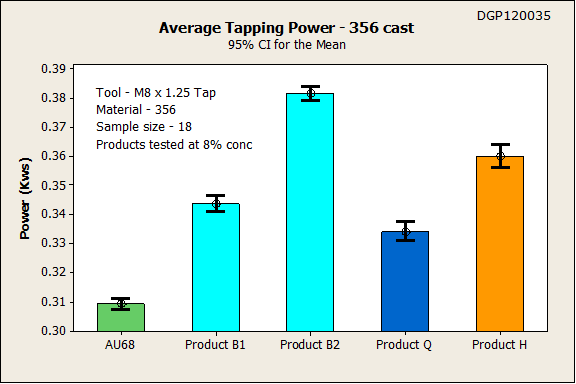 DGP120035
Average Tapping Power - 356 cast
95% CI for the Mean
0.39
0.38
0.37
0.36
0.35
0.34
0.33
0.32
0.31
0.30
Power (Kws)
Tool - M8 x 1.25 Tap
Material - 356
Sample size - 18
Products tested at 8% conc
AU68 Product B1 Product B2 Product Q Product H